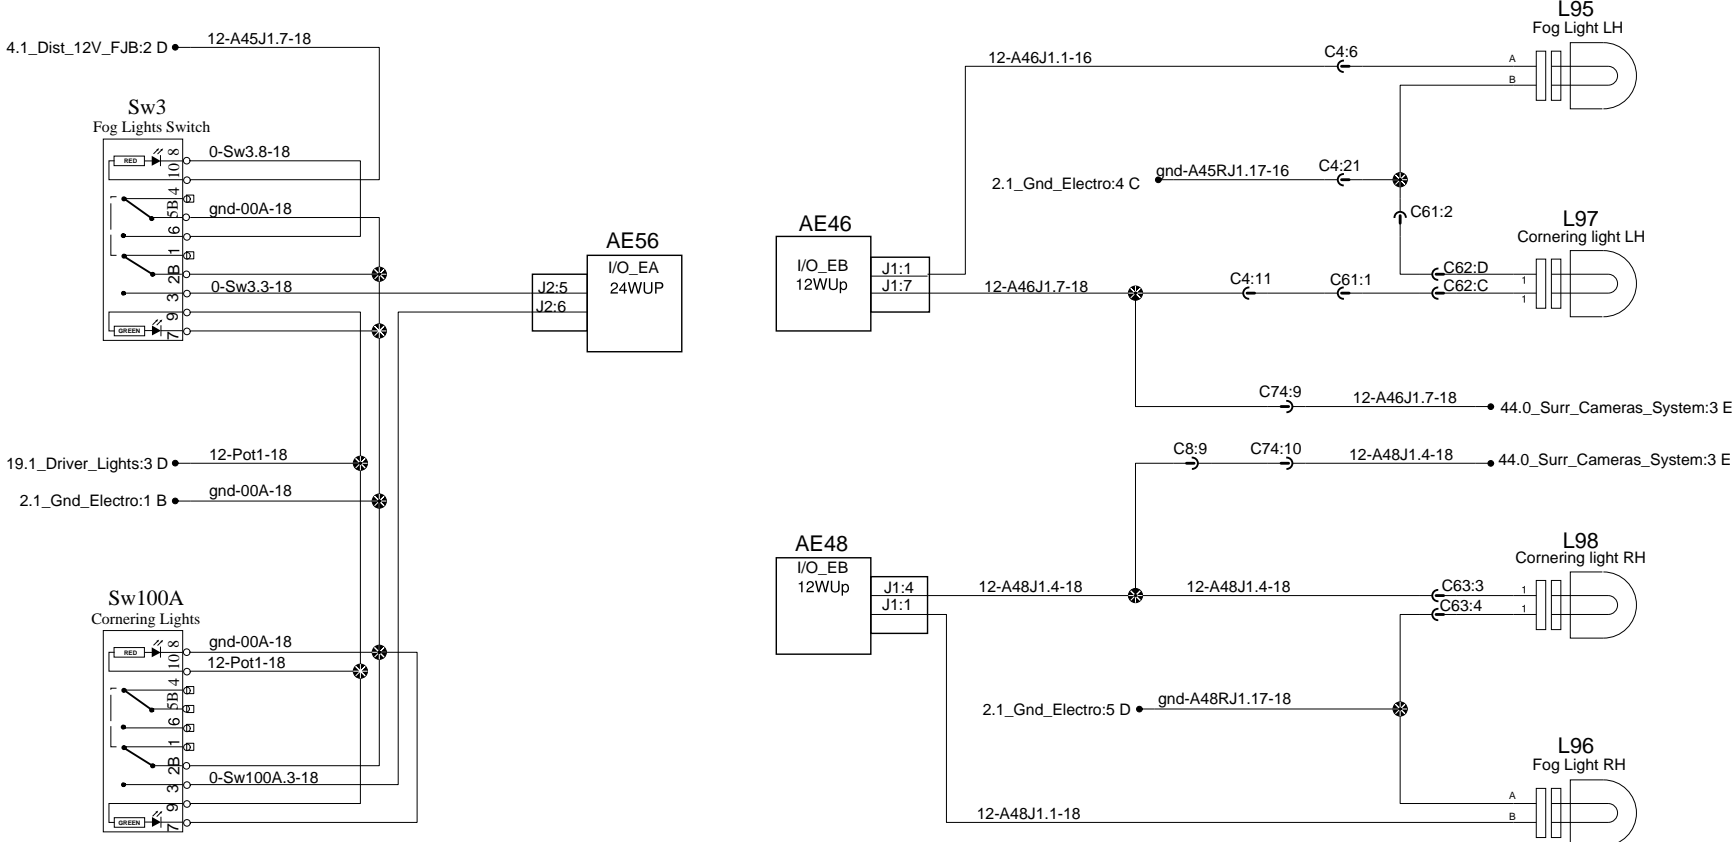 4.1_Dist_12V_FJB:2 D
12-A45J1.7-18
Sw3
Fog Lights Switch
RED
8
10
0-Sw3.8-18
4
5B
gnd-00A-18
6
1
2B
3
0-Sw3.3-18
9
GREEN
7
AE56
I/O_EA
24WUP
J2:5
J2:6
19.1_Driver_Lights:3 D
12-Pot1-18
2.1_Gnd_Electro:1 B
gnd-00A-18
Sw100A
Cornering Lights
RED
8
gnd-00A-18
10
12-Pot1-18
4
5B
6
1
2B
3
0-Sw100A.3-18
9
GREEN
7
L95
Fog Light LH
12-A46J1.1-16
C4:6
A
B
2.1_Gnd_Electro:4 C
gnd-A45RJ1.17-16
C4:21
C61:2
AE46
I/O_EB
12WUp
J1:1
J1:7
12-A46J1.7-18
C4:11
C61:1
C62:D
C62:C
L97
Cornering light LH
1
1
C74:9
12-A46J1.7-18
44.0_Surr_Cameras_System:3 E
C8:9
C74:10
12-A48J1.4-18
44.0_Surr_Cameras_System:3 E
AE48
I/O_EB
12WUp
J1:4
J1:1
12-A48J1.4-18
12-A48J1.4-18
C63:3
C63:4
L98
Cornering light RH
1
1
2.1_Gnd_Electro:5 D
gnd-A48RJ1.17-18
L96
Fog Light RH
A
B
12-A48J1.1-18